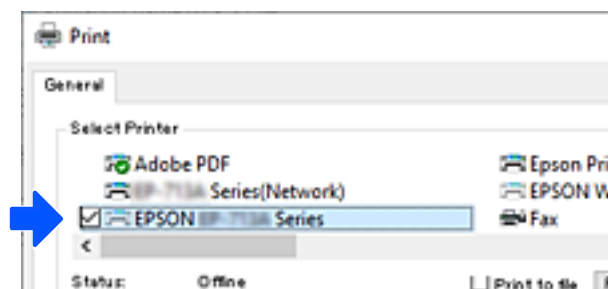 Print
General
Select Printer
Adobe PDF
Epson Pri
Series(Network)
EPSON W
EPSON Series
Fax
Status: Offline
Print to file